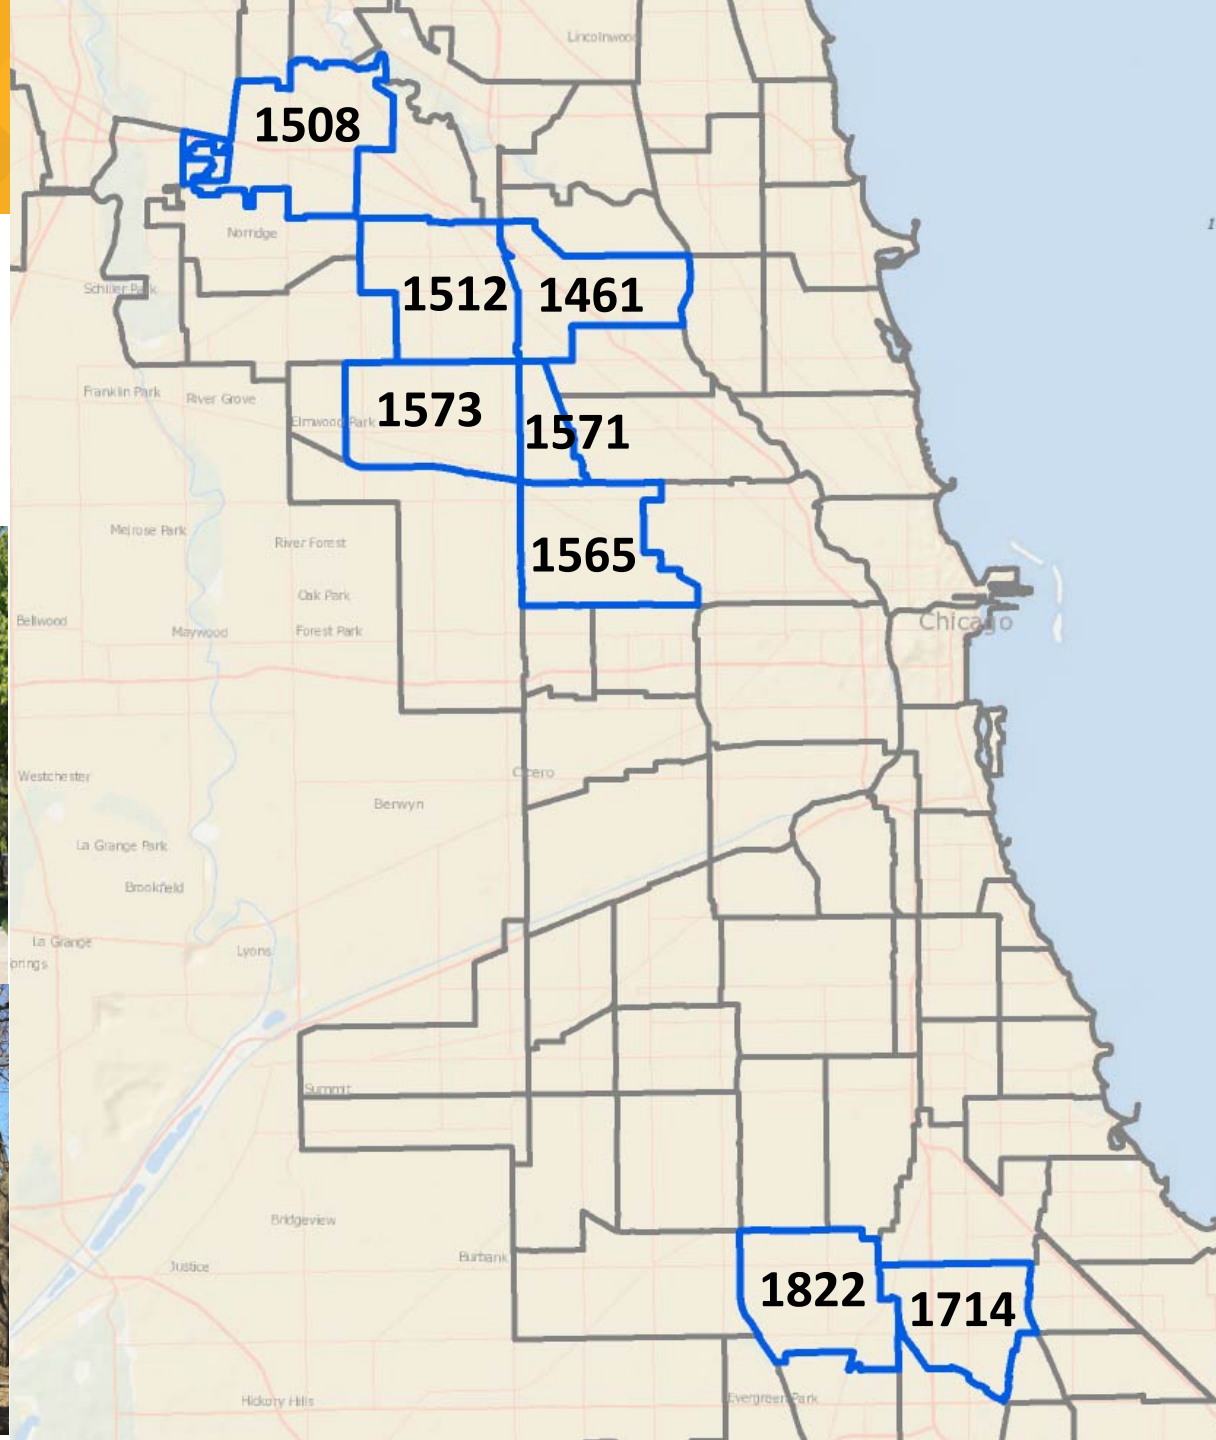 Lincolnwood
1508
Norridge
Schiller Park
1512
1461
Franklin Park
River Grove
Elmwood Park
1573
1571
Melrose Park
River Forest
1565
Oak Park
Bellwood
Maywood
Forest Park
Chicago
Westchester
Cicero
Berwyn
La Grange Park
Brookfield
La Grange
Lyons
orings
Summit
Bridgeview
Justice
Burbank
1822
1714
Hickory Hills
Evergreen Park